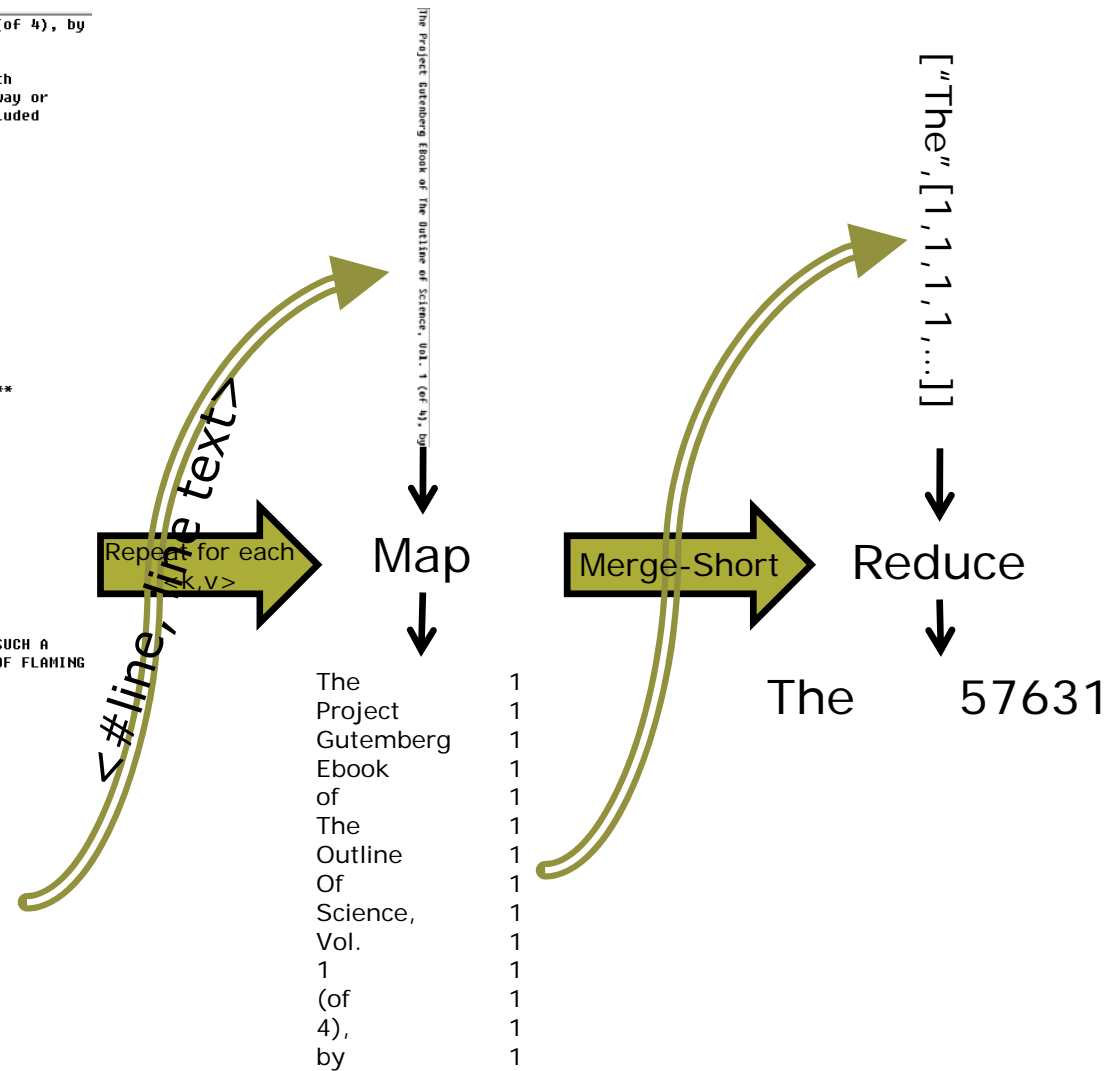 (of 4), by
ch
way or
luded
**
SUCH A
OF FLAMING
<#line, line text>
Repeat for each
<k,v>
The Project Gutenberg EBook of The Outline of Science, Vol. 1 (of 4), by
Map
The 1
Project 1
Gutemberg 1
Ebook 1
of 1
The 1
Outline 1
Of 1
Science, 1
Vol. 1
1 1
(of 1
4), 1
by 1
Merge-Short
["The",[1,1,1,1,...]]
Reduce
The 57631